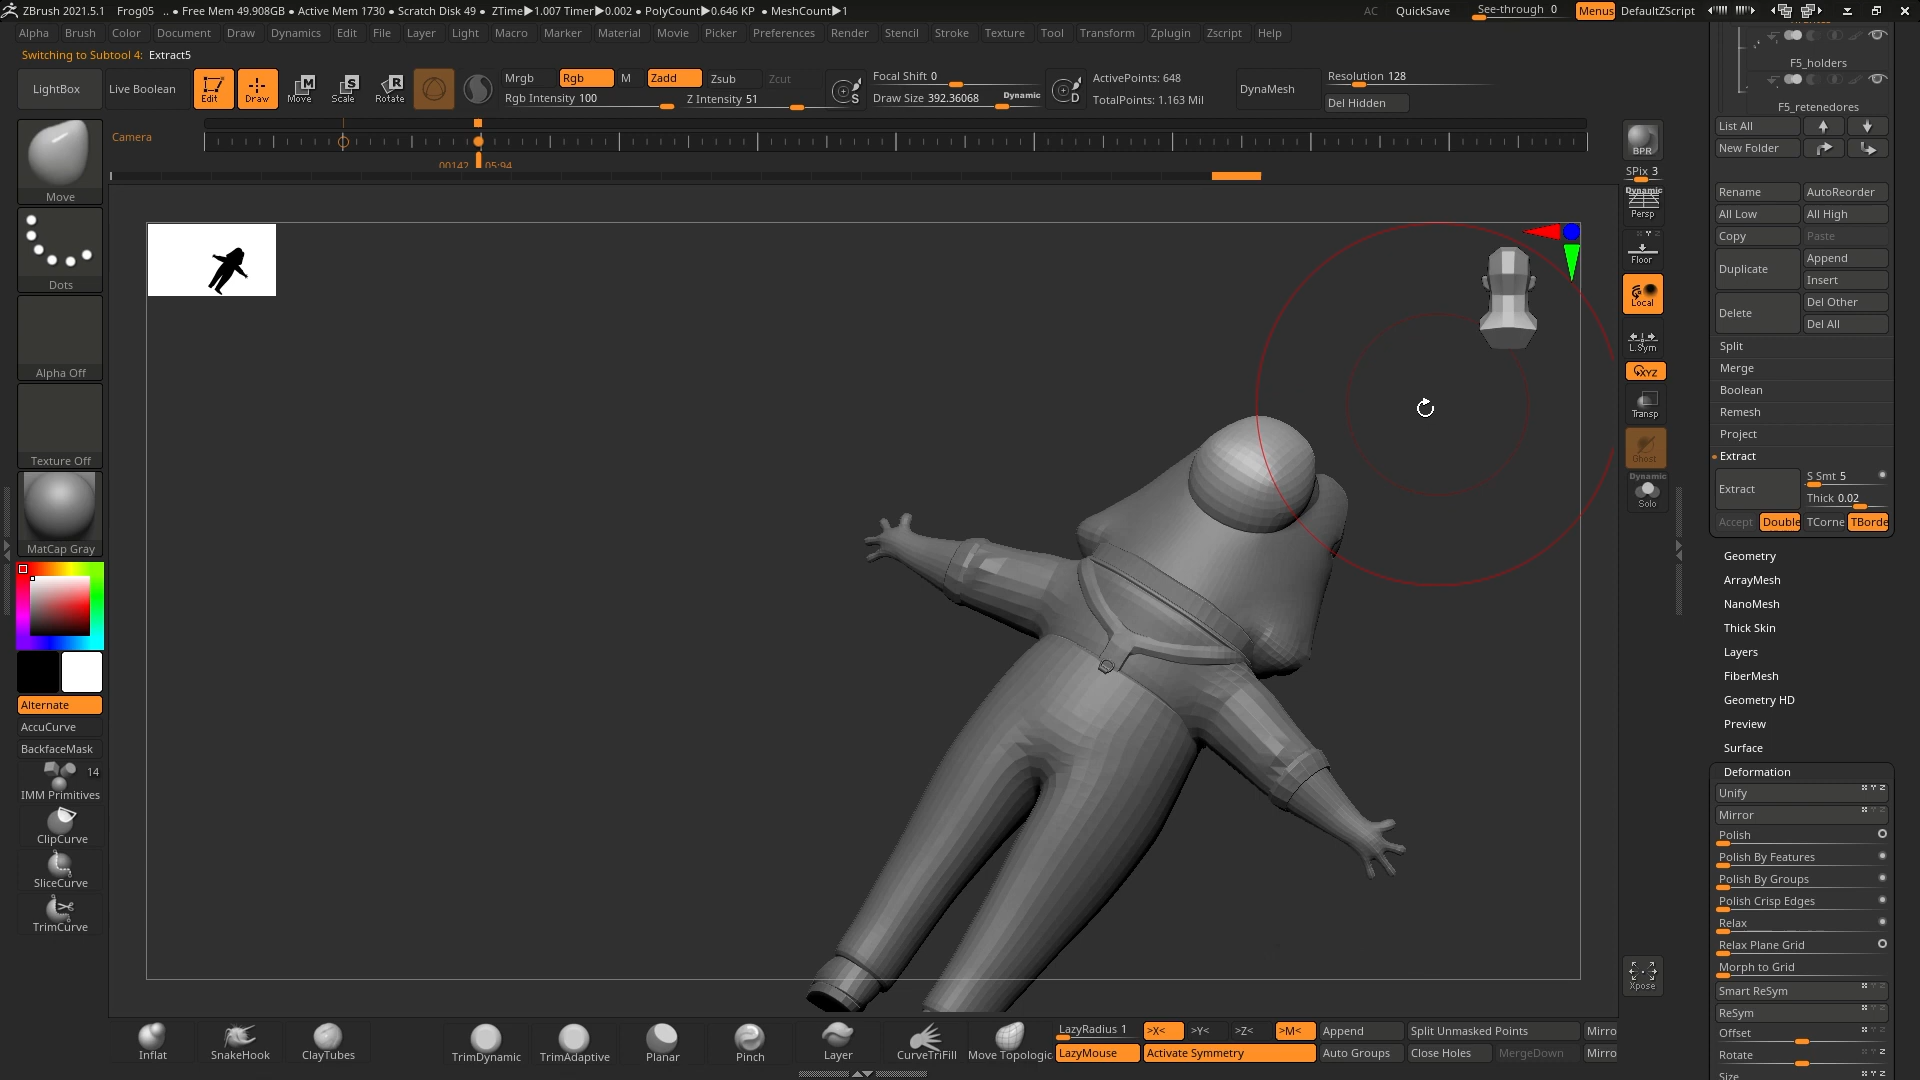 ZBrush 2021.5.1 Frog05 .. • Free Mem 49.908GB • Active Mem 1730 • Scratch Disk 49 • ZTime▶1.007 Timer▶0.002 • PolyCount▶0.646 KP • MeshCount▶1 AC QuickSave See-through 0 Menus DefaultZScript
Alpha Brush Color Document Draw Dynamics Edit File Layer Light Macro Marker Material Movie Picker Preferences Render Stencil Stroke Texture Tool Transform Zplugin Zscript Help
Switching to Subtool 4: Extract5
F5_holders
F5_retenedores
LightBox
Live Boolean
Edit
Draw
Move
Scale
Rotate
Mrgb Rgb M Zadd Zsub Zcut
Rgb Intensity 100 Z Intensity 51
Focal Shift 0
Draw Size 392.36068 Dynamic
ActivePoints: 648
TotalPoints: 1.163 Mil
DynaMesh
Resolution 128
Del Hidden
Camera
00142 05:94
Move
Dots
Alpha Off
Texture Off
MatCap Gray
Alternate
AccuCurve
BackfaceMask
14
IMM Primitives
ClipCurve
SliceCurve
TrimCurve
BPR
SPix 3
Dynamic
Persp
Floor
Local
L.Sym
XYZ
Transp
Ghost
Dynamic
Solo
Xpose
List All
New Folder
Rename AutoReorder
All Low All High
Copy Paste
Duplicate Append
Insert
Delete Del Other
Del All
Split
Merge
Boolean
Remesh
Project
Extract
Extract S Smt 5
Thick 0.02
Accept Double TCorne TBorde
Geometry
ArrayMesh
NanoMesh
Thick Skin
Layers
FiberMesh
Geometry HD
Preview
Surface
Deformation
Unify
Mirror
Polish
Polish By Features
Polish By Groups
Polish Crisp Edges
Relax
Relax Plane Grid
Morph to Grid
Smart ReSym
ReSym
Offset
Rotate
Size
Inflat SnakeHook ClayTubes TrimDynamic TrimAdaptive Planar Pinch Layer CurveTriFill Move Topologic
LazyRadius 1 >X< >Y< >Z< >M< Append Split Unmasked Points Mirro
LazyMouse Activate Symmetry Auto Groups Close Holes MergeDown Mirro